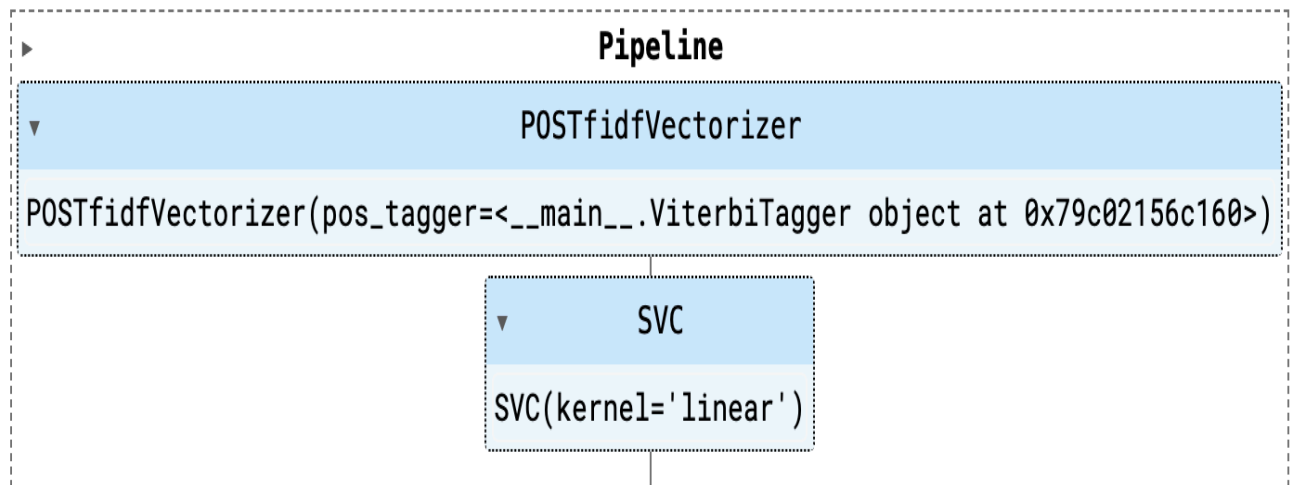 Pipeline
POSTfidfVectorizer
POSTfidfVectorizer(pos_tagger=<__main__.ViterbiTagger object at 0x79c02156c160>)
SVC
SVC(kernel='linear')